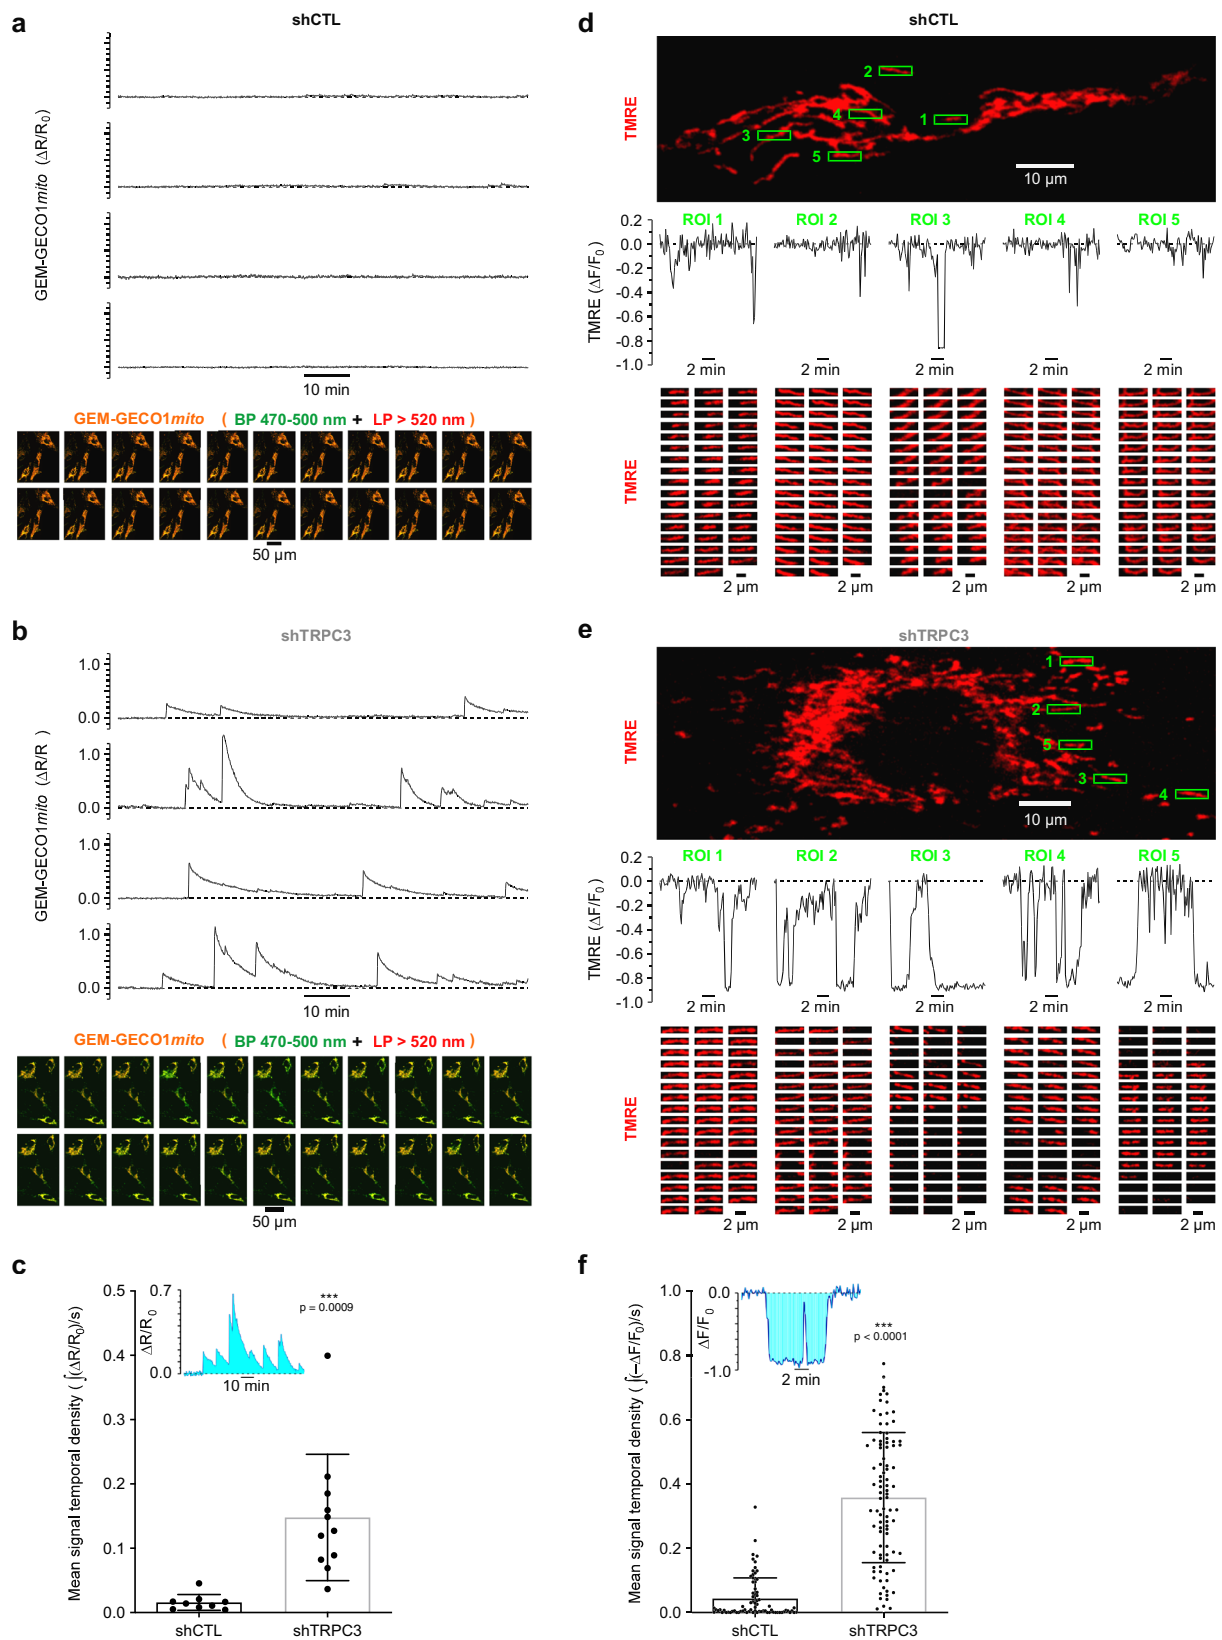 a
shCTL
GEM-GECO1mito (ΔR/R0)
10 min
GEM-GECO1mito ( BP 470-500 nm + LP > 520 nm )
50 µm
b
shTRPC3
GEM-GECO1mito (ΔR/R )
1.0
0.0
1.0
0.0
1.0
0.0
1.0
0.0
10 min
GEM-GECO1mito ( BP 470-500 nm + LP > 520 nm )
50 µm
c
Mean signal temporal density ( ∫(ΔR/R0)/s)
0.5
0.4
0.3
0.2
0.1
0.0
ΔR/R0
0.7
0.0
10 min
***
p = 0.0009
shCTL
shTRPC3
d
shCTL
TMRE
1
2
3
4
5
10 µm
TMRE (ΔF/F0)
0.2
0.0
-0.2
-0.4
-0.6
-0.8
-1.0
ROI 1
ROI 2
ROI 3
ROI 4
ROI 5
2 min
2 min
2 min
2 min
2 min
TMRE
2 µm
2 µm
2 µm
2 µm
2 µm
e
shTRPC3
TMRE
1
2
5
3
4
10 µm
TMRE (ΔF/F0)
0.2
0.0
-0.2
-0.4
-0.6
-0.8
-1.0
ROI 1
ROI 2
ROI 3
ROI 4
ROI 5
2 min
2 min
2 min
2 min
2 min
TMRE
2 µm
2 µm
2 µm
2 µm
2 µm
f
Mean signal temporal density ( ∫(−ΔF/F0)/s)
1.0
0.8
0.6
0.4
0.2
0.0
ΔF/F0
0.0
-1.0
2 min
***
p < 0.0001
shCTL
shTRPC3